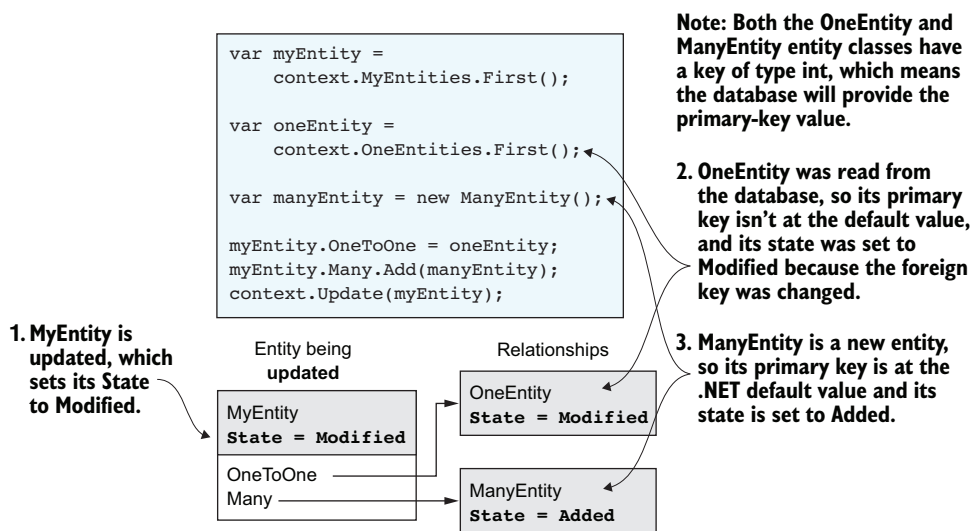 var myEntity =
    context.MyEntities.First();
var oneEntity =
    context.OneEntities.First();
var manyEntity = new ManyEntity();
myEntity.OneToOne = oneEntity;
myEntity.Many.Add(manyEntity);
context.Update(myEntity);
Note: Both the OneEntity and
ManyEntity entity classes have
a key of type int, which means
the database will provide the
primary-key value.
2. OneEntity was read from
the database, so its primary
key isn't at the default value,
and its state was set to
Modified because the foreign
key was changed.
3. ManyEntity is a new entity,
so its primary key is at the
.NET default value and its
state is set to Added.
1. MyEntity is
updated, which
sets its State
to Modified.
Entity being
updated
MyEntity
State = Modified
OneToOne
Many
Relationships
OneEntity
State = Modified
ManyEntity
State = Added